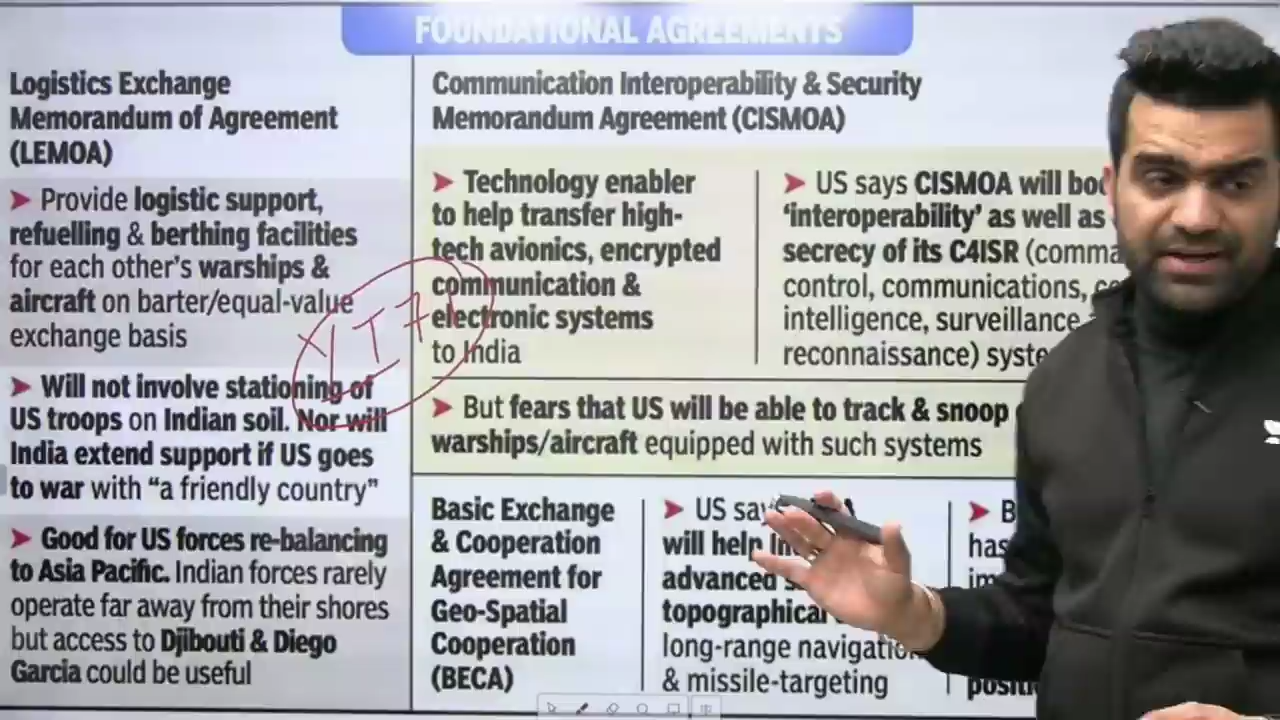 FOUNDATIONAL AGREEMENTS
Logistics Exchange
Memorandum of Agreement
(LEMOA)
➤ Provide logistic support,
refuelling & berthing facilities
for each other's warships &
aircraft on barter/equal-value
exchange basis
➤ Will not involve stationing of
US troops on Indian soil. Nor will
India extend support if US goes
to war with “a friendly country”
➤ Good for US forces re-balancing
to Asia Pacific. Indian forces rarely
operate far away from their shores
but access to Djibouti & Diego
Garcia could be useful
Communication Interoperability & Security
Memorandum Agreement (CISMOA)
➤ Technology enabler
to help transfer high-
tech avionics, encrypted
communication &
electronic systems
to India
➤ US says CISMOA will
‘interoperability’ as well as
secrecy of its C4ISR
control, communications,
intelligence, surveillance
reconnaissance)
➤ But fears that US will be able to track & snoop
warships/aircraft equipped with such systems
Basic Exchange
& Cooperation
Agreement for
Geo-Spatial
Cooperation
(BECA)
➤ US says
will help
advanced
topographical
long-range
& missile-targeting
has